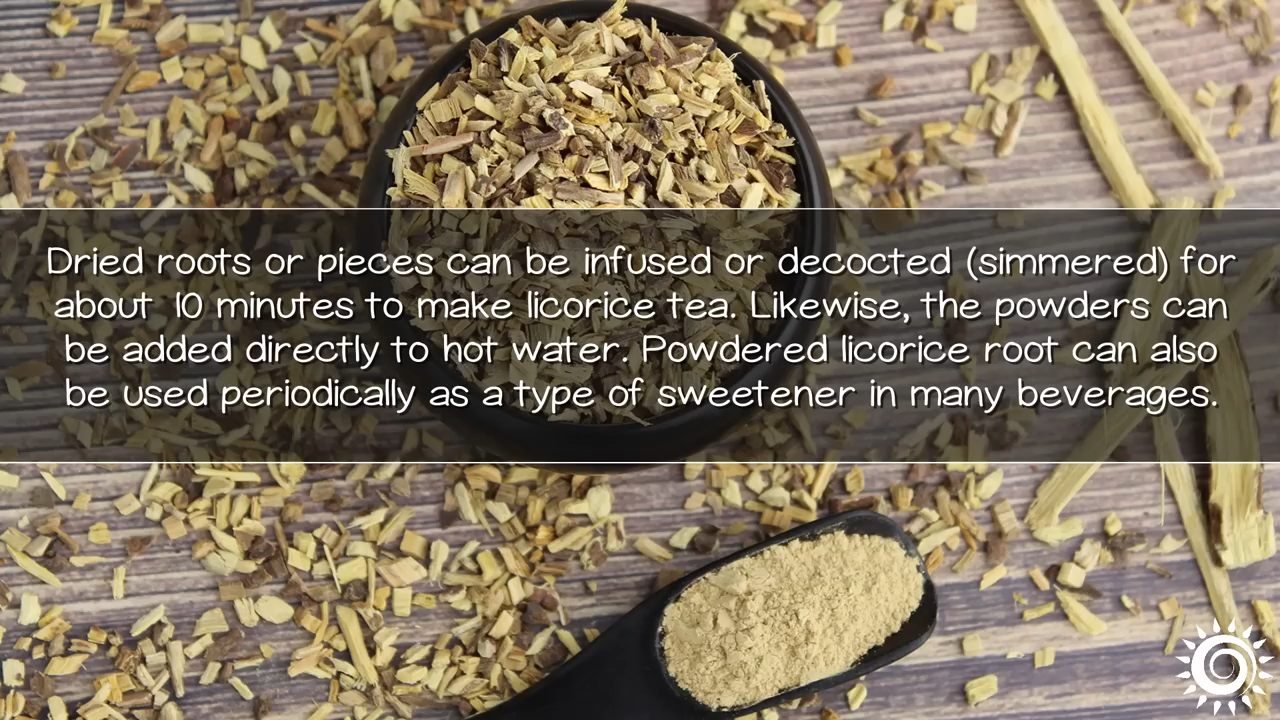 Dried roots or pieces can be infused or decocted (simmered) for
about 10 minutes to make licorice tea. Likewise, the powders can
be added directly to hot water. Powdered licorice root can also
be used periodically as a type of sweetener in many beverages.